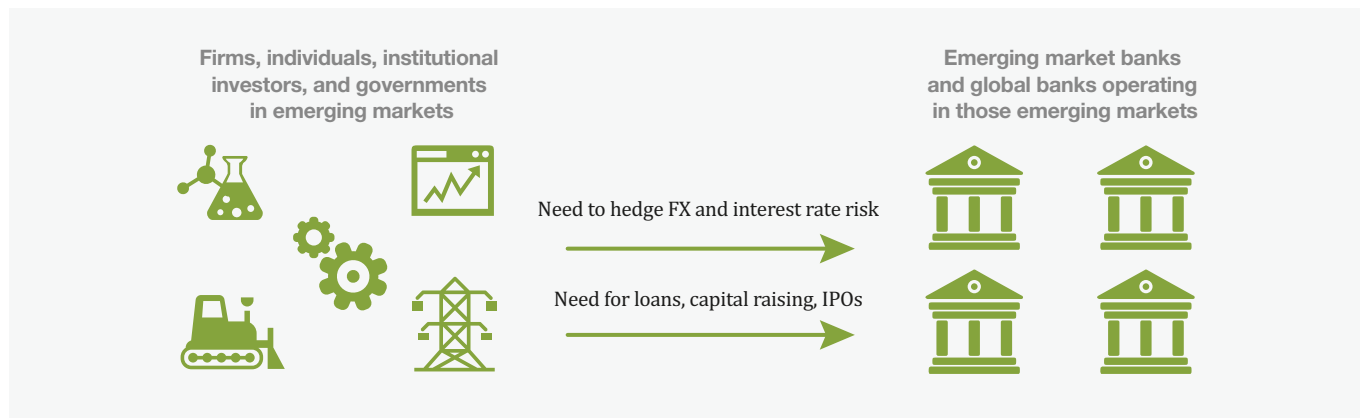 Firms, individuals, institutional
investors, and governments
in emerging markets
Emerging market banks
and global banks operating
in those emerging markets
Need to hedge FX and interest rate risk
Need for loans, capital raising, IPOs